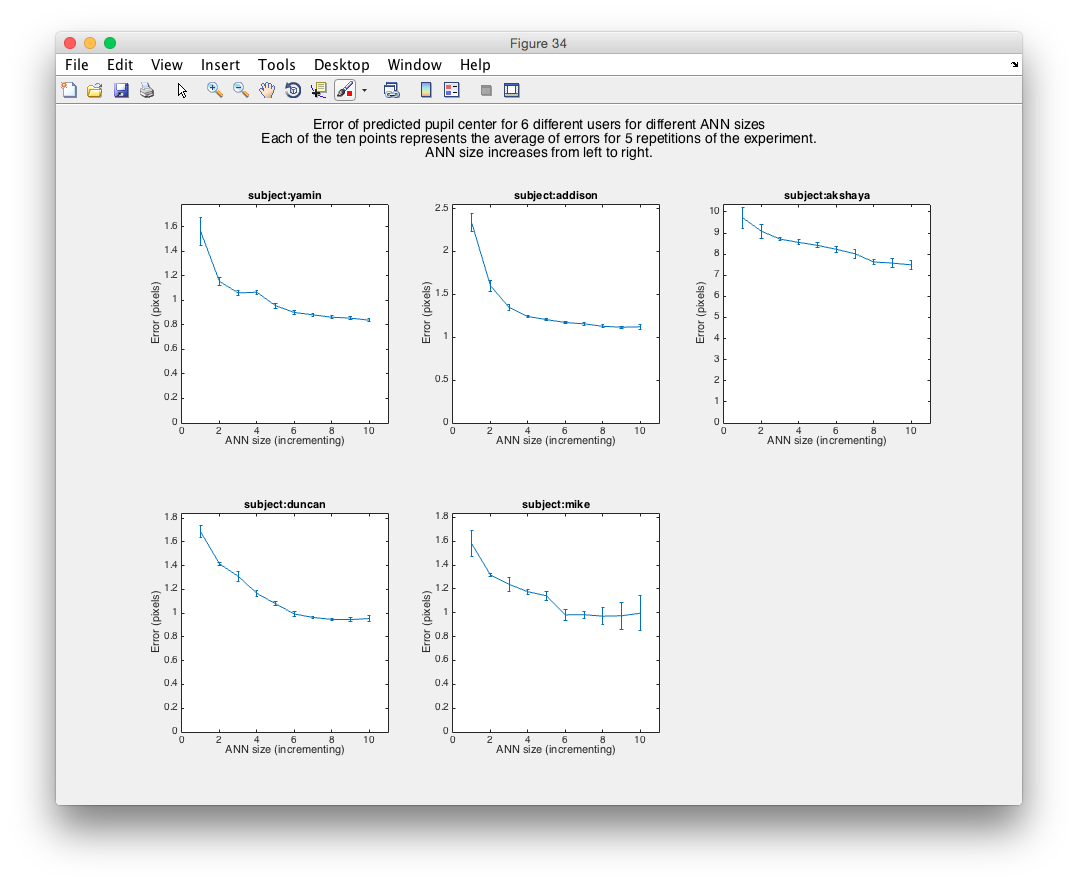 Figure 34
File Edit View Insert Tools Desktop Window Help
Error of predicted pupil center for 6 different users for different ANN sizes
Each of the ten points represents the average of errors for 5 repetitions of the experiment.
ANN size increases from left to right.
subject:yamin
1.6
1.4
1.2
1
0.8
0.6
0.4
0.2
0
Error (pixels)
0 2 4 6 8 10
ANN size (incrementing)
subject:addison
2.5
2
1.5
1
0.5
0
Error (pixels)
0 2 4 6 8 10
ANN size (incrementing)
subject:akshaya
10
9
8
7
6
5
4
3
2
1
0
Error (pixels)
0 2 4 6 8 10
ANN size (incrementing)
subject:duncan
1.8
1.6
1.4
1.2
1
0.8
0.6
0.4
0.2
0
Error (pixels)
0 2 4 6 8 10
ANN size (incrementing)
subject:mike
1.8
1.6
1.4
1.2
1
0.8
0.6
0.4
0.2
0
Error (pixels)
0 2 4 6 8 10
ANN size (incrementing)